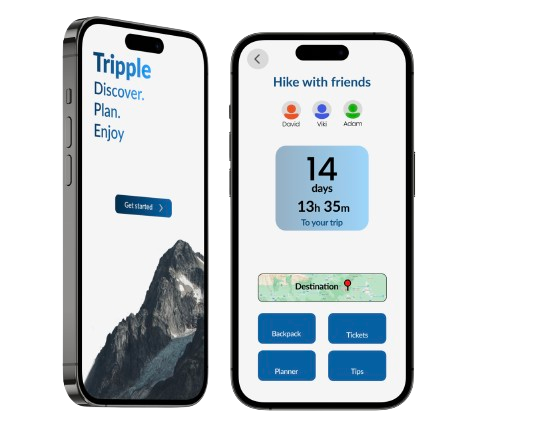 Tripple
Discover.
Plan.
Enjoy
Get started
Hike with friends
David Viki Adam
14
days
13h 35m
To your trip
Destination
Backpack Tickets
Planner Tips